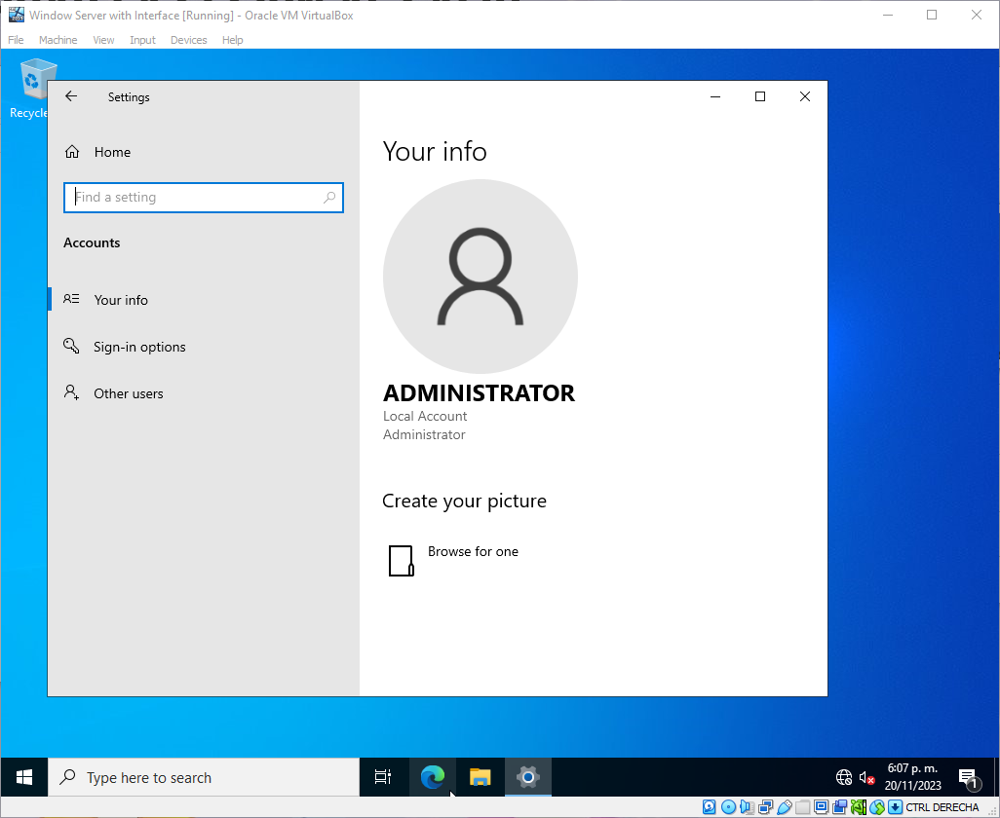 Window Server with Interface [Running] - Oracle VM VirtualBox
File Machine View Input Devices Help
Recycle
Settings
Home
Find a setting
Accounts
Your info
Sign-in options
Other users
Your info
ADMINISTRATOR
Local Account
Administrator
Create your picture
Browse for one
Type here to search
6:07 p. m.
20/11/2023
1
CTRL DERECHA